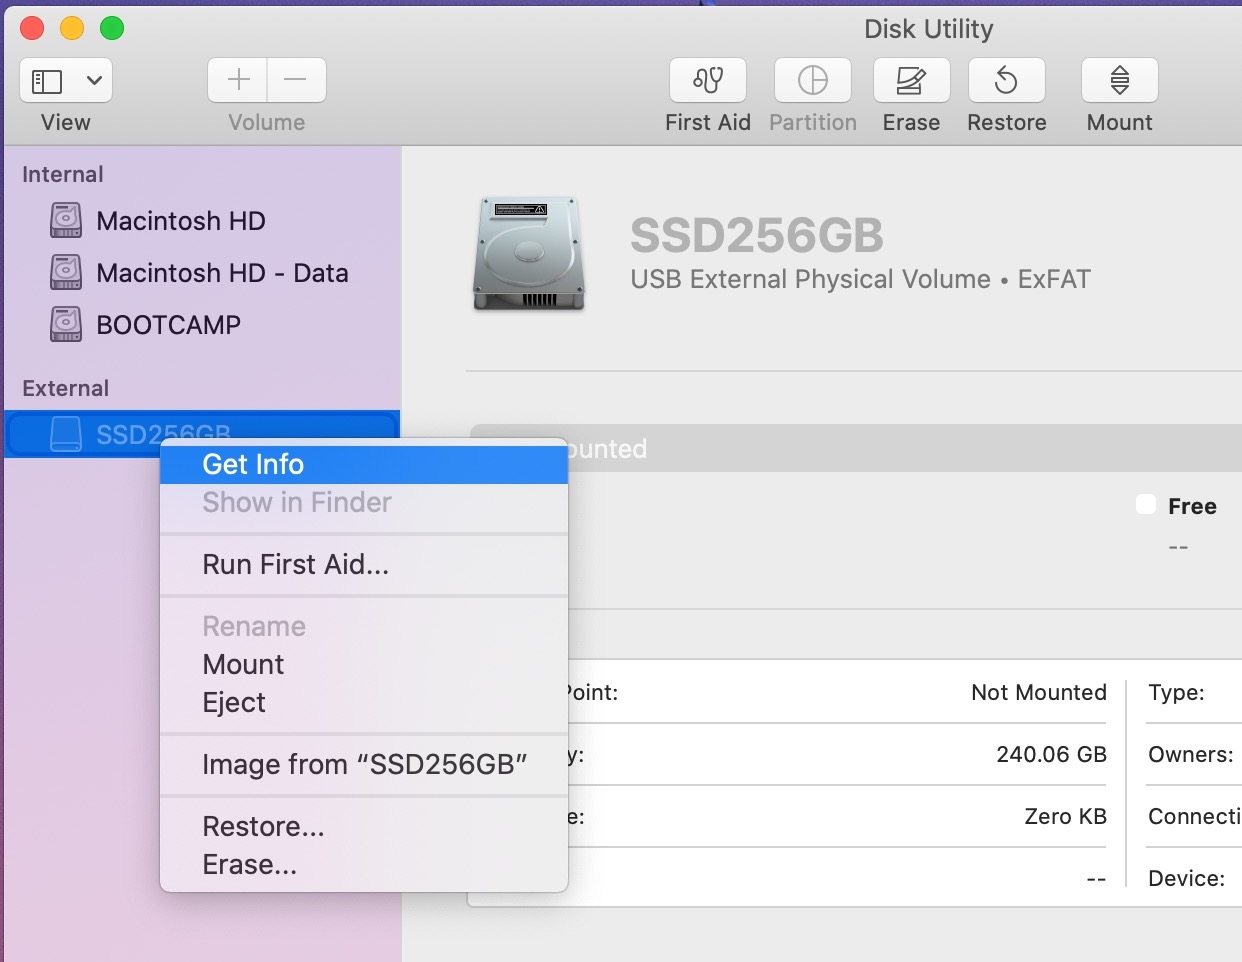 Disk Utility
View
Volume
First Aid
Partition
Erase
Restore
Mount
Internal
Macintosh HD
Macintosh HD - Data
BOOTCAMP
External
SSD256GB
SSD256GB
USB External Physical Volume • ExFAT
Get Info
Show in Finder
Run First Aid...
Rename
Mount
Eject
Image from “SSD256GB”
Restore...
Erase...
ounted
Free
--
Point:
Not Mounted
Type:
y:
240.06 GB
Owners:
e:
Zero KB
Connecti
--
Device: